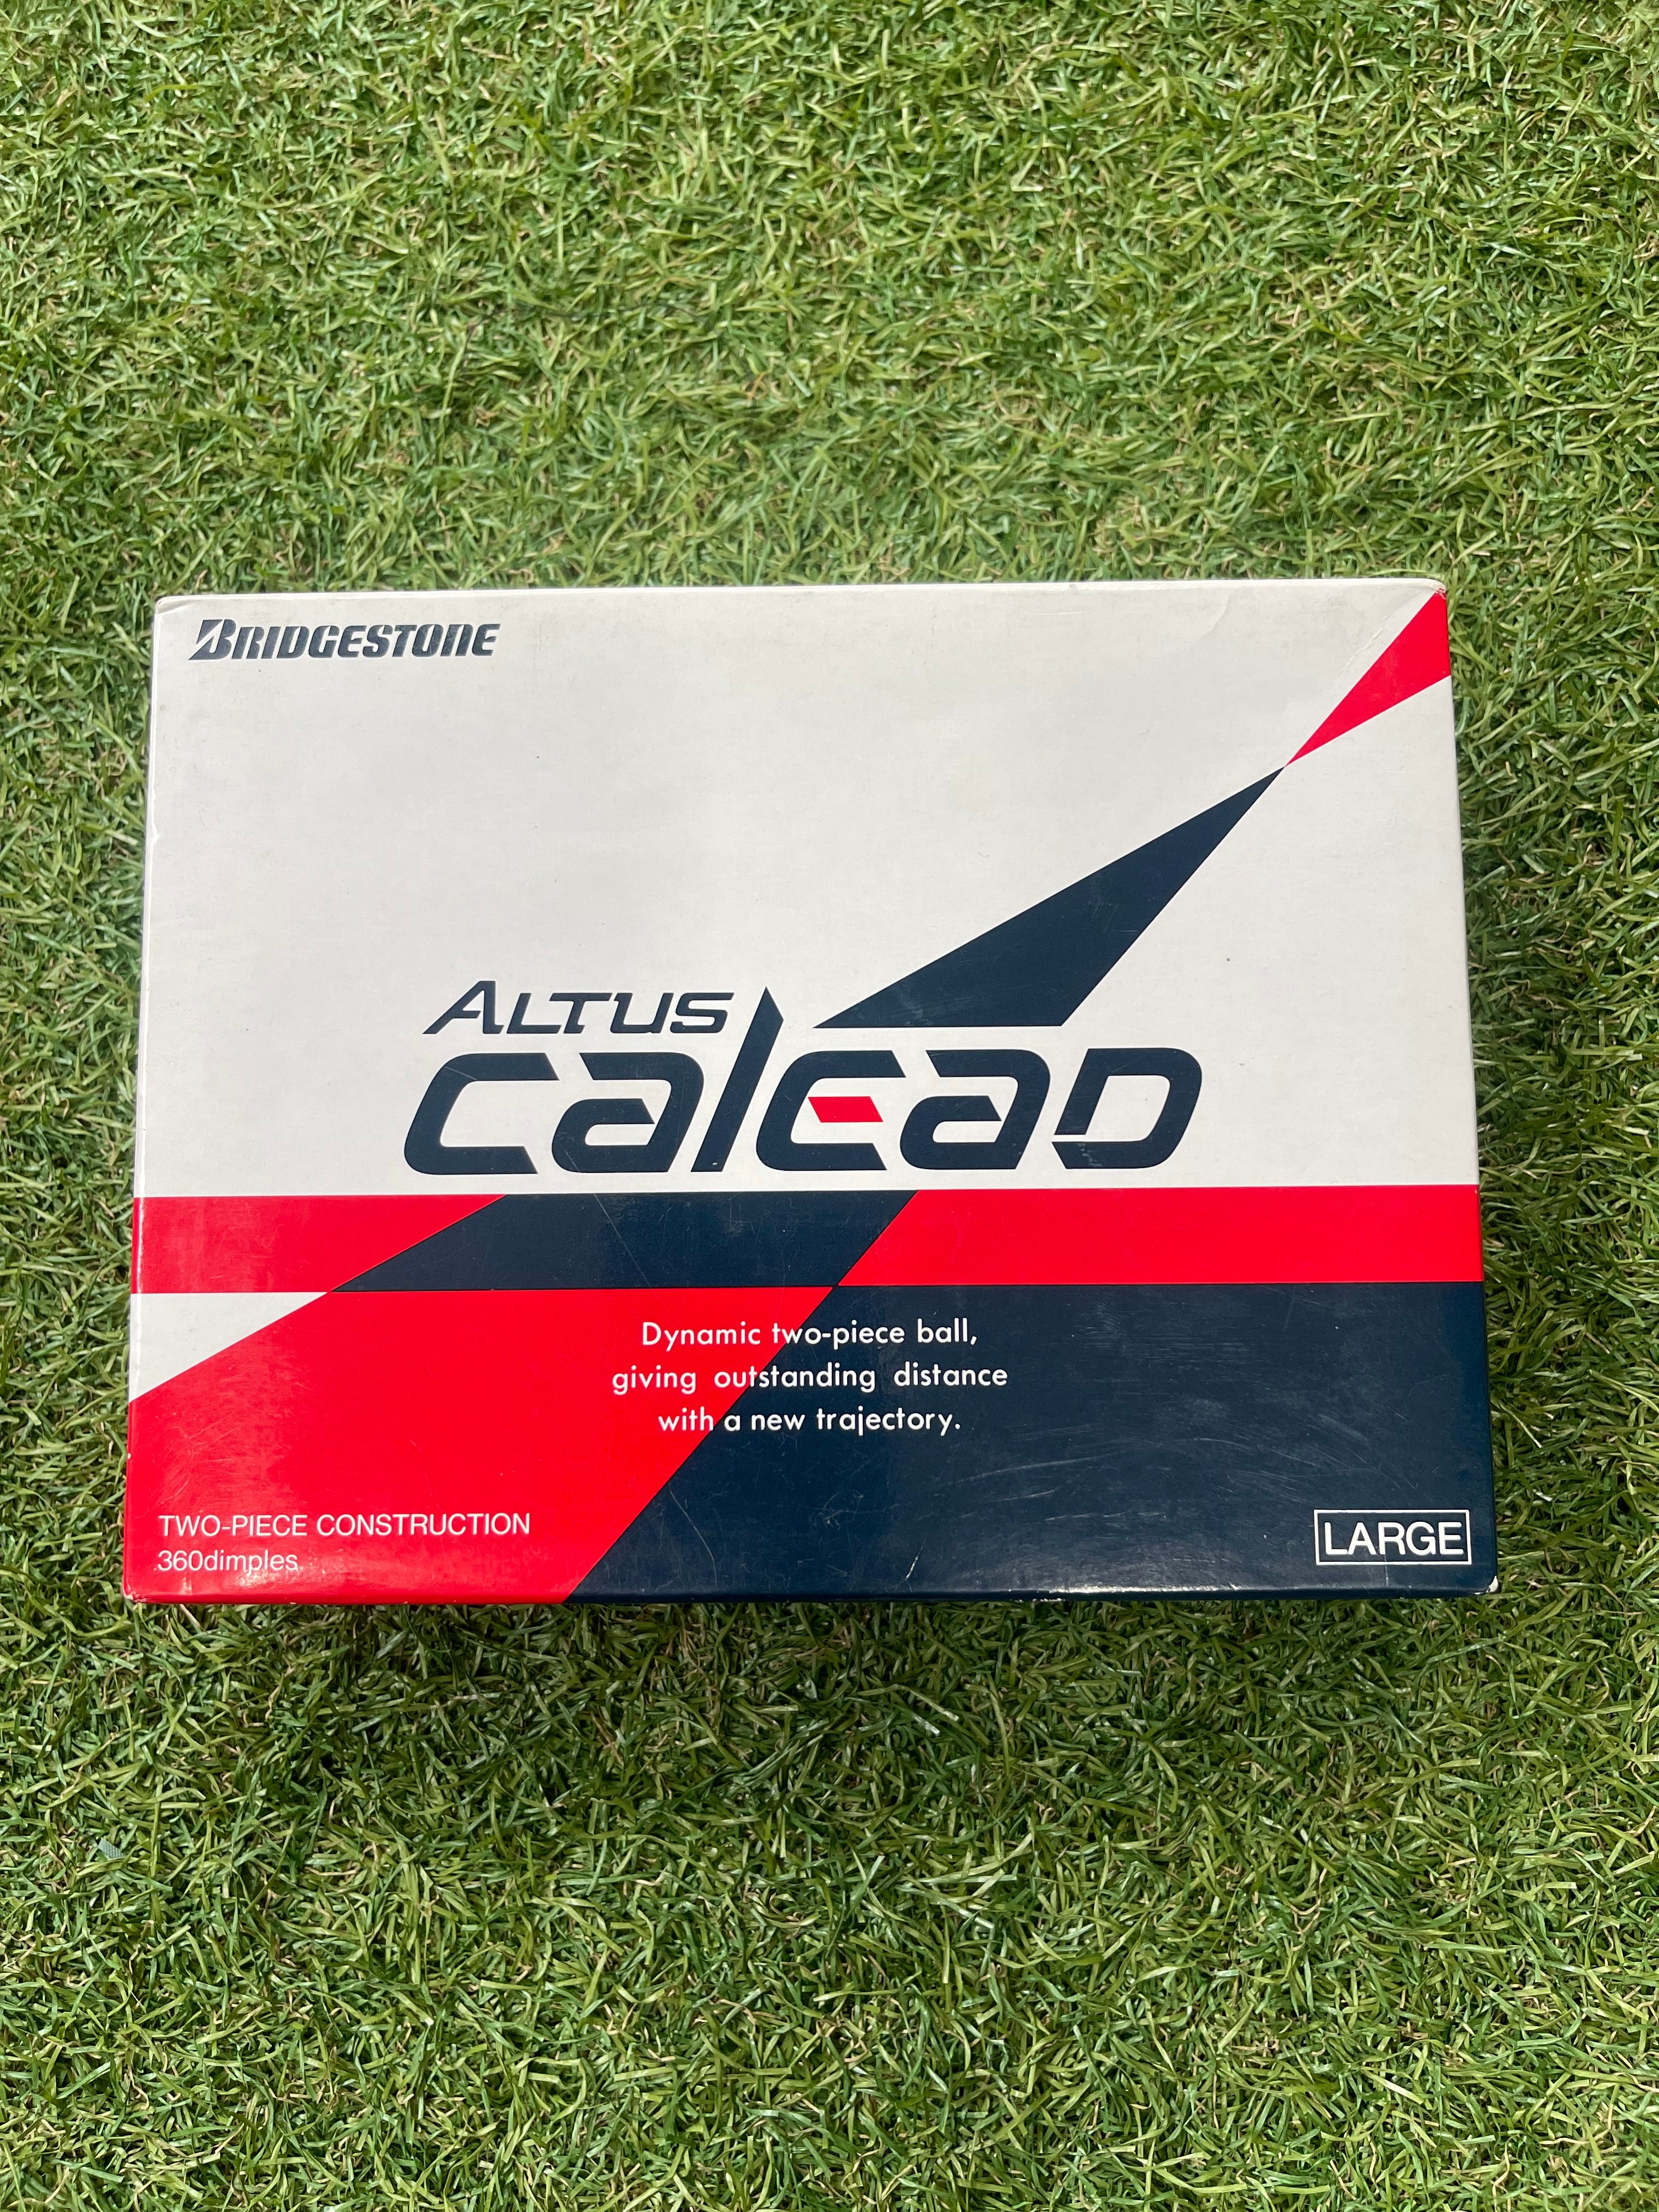 BRIDGESTONE
ALTUS
caleaD
Dynamic two-piece ball,
giving outstanding distance
with a new trajectory.
TWO-PIECE CONSTRUCTION
360dimples
LARGE